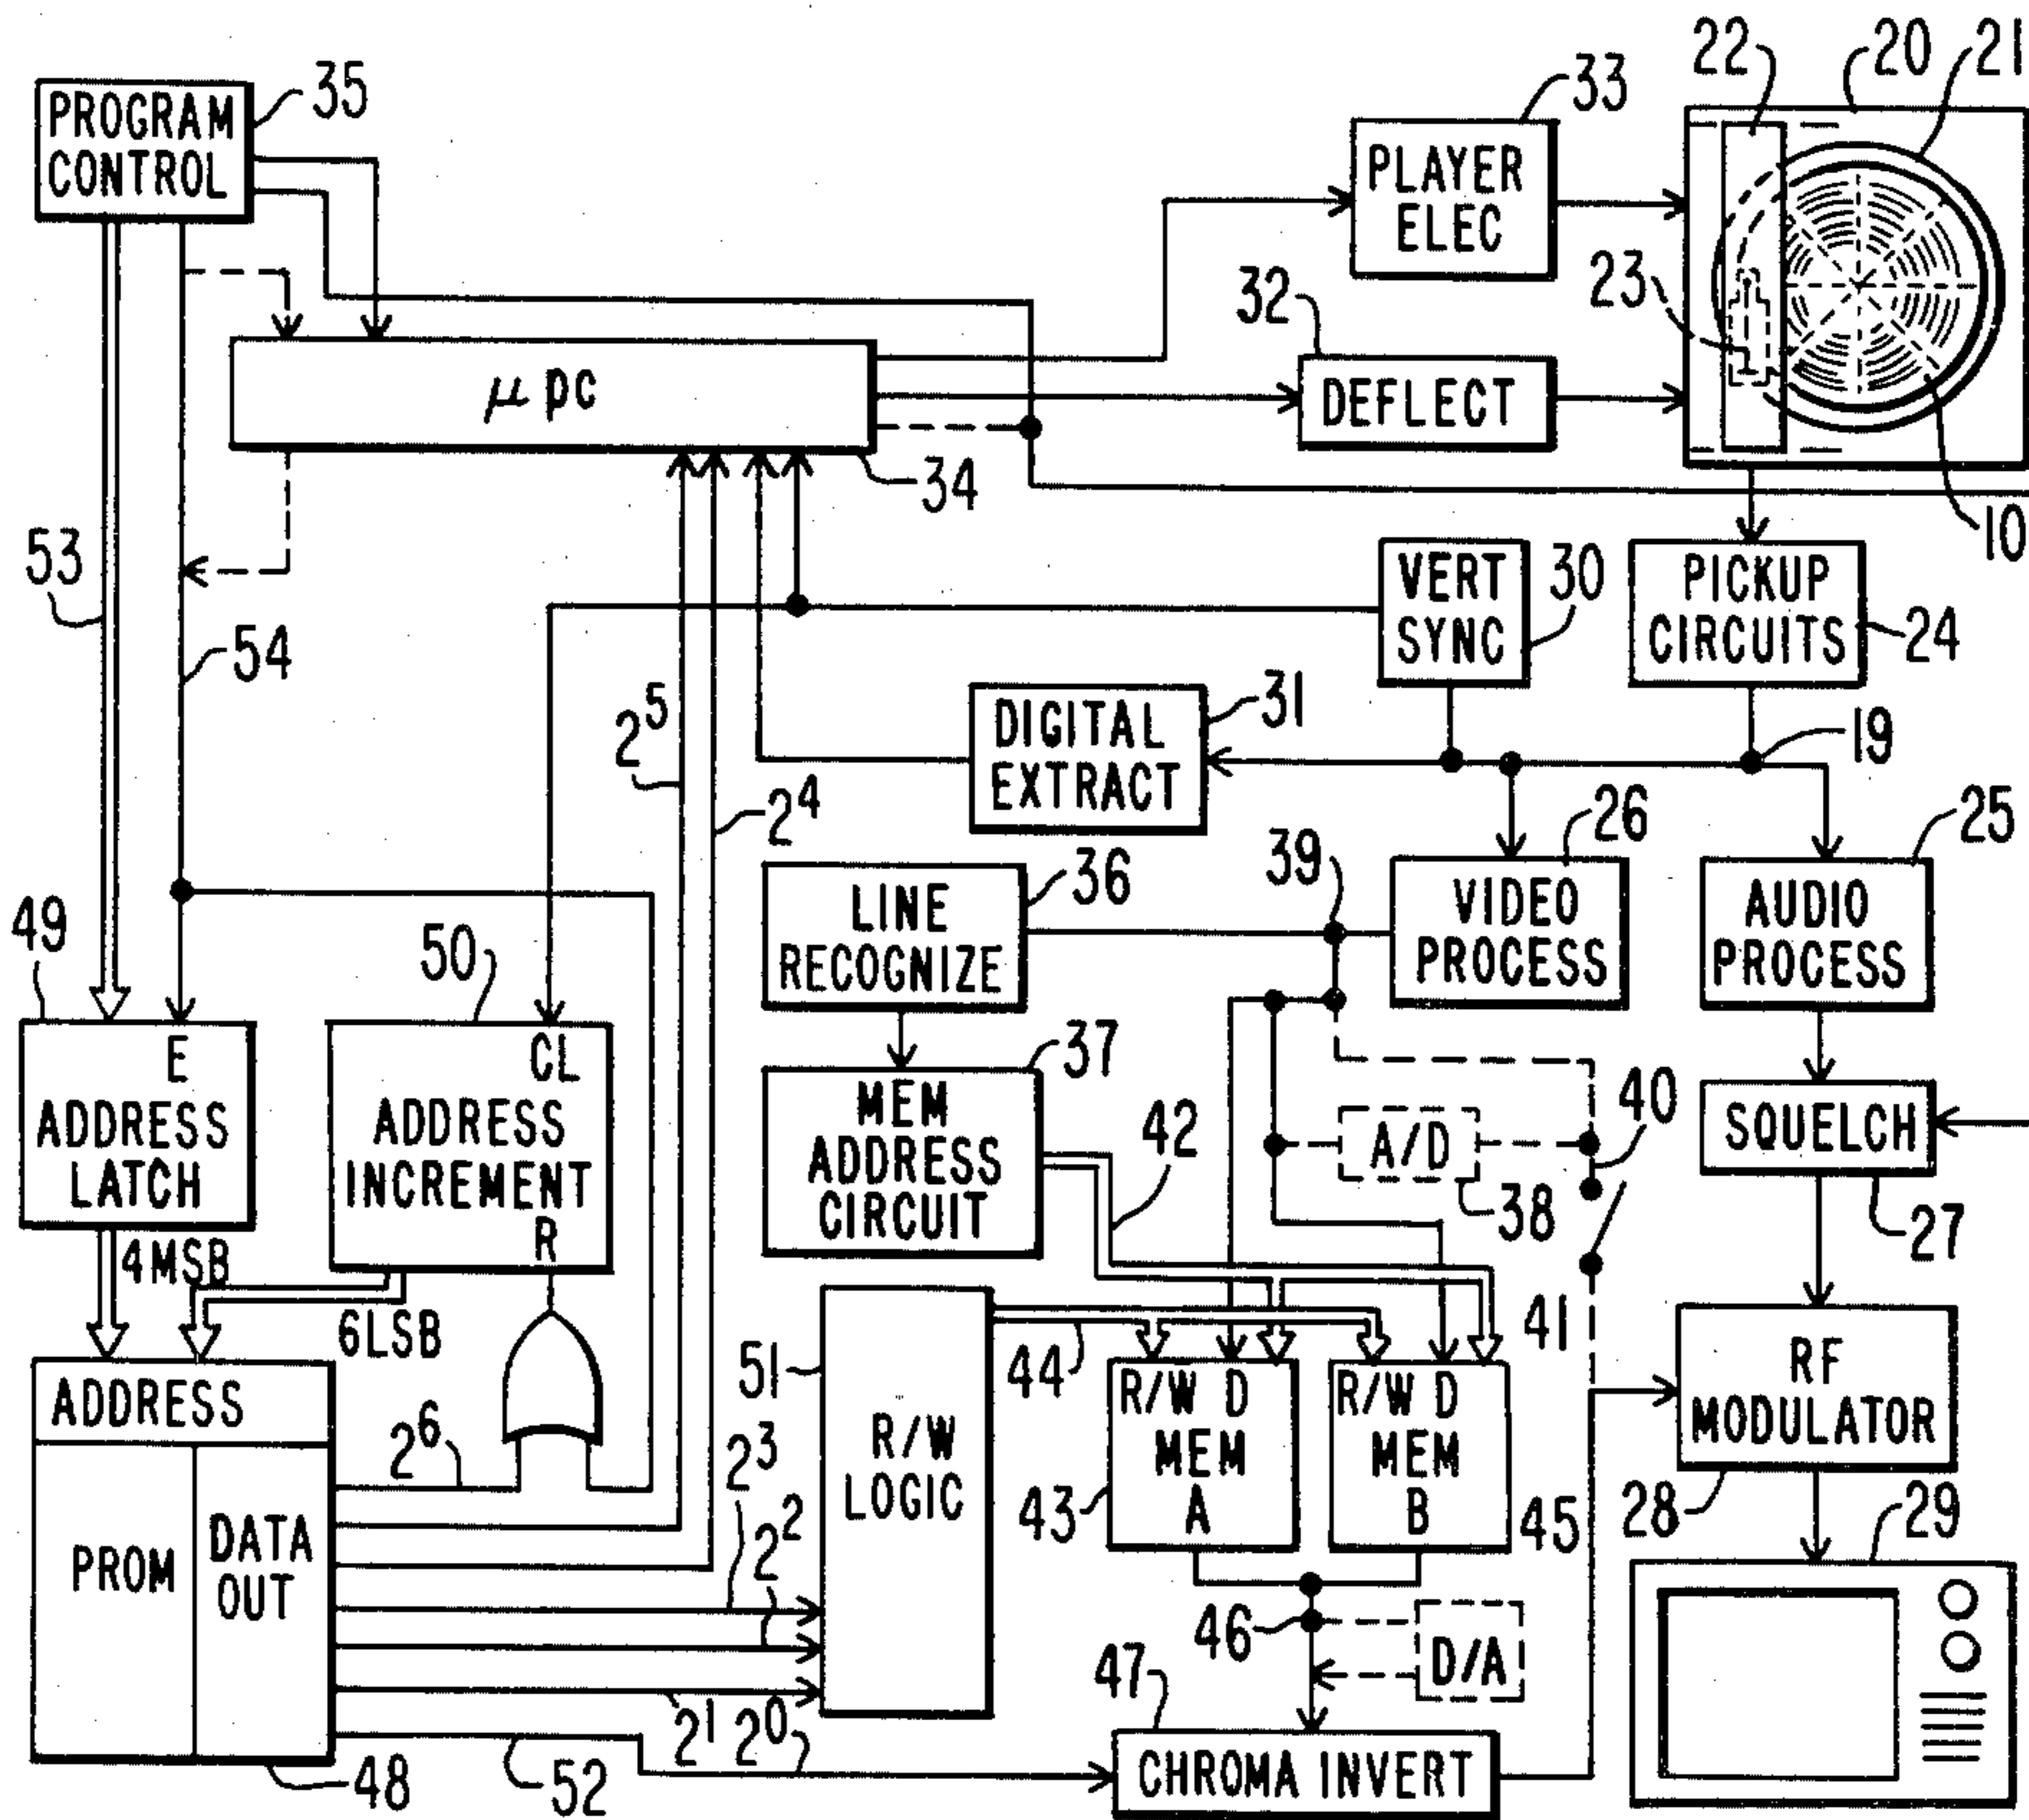 22
20
21
35
PROGRAM
CONTROL
33
PLAYER
ELEC
23
32
μpc
DEFLECT
34
10
53
VERT
SYNC
30
PICKUP
CIRCUITS
24
54
2^5
DIGITAL
EXTRACT
31
19
2^4
39
26
25
36
LINE
RECOGNIZE
VIDEO
PROCESS
AUDIO
PROCESS
49
50
37
E
ADDRESS
LATCH
CL
ADDRESS
INCREMENT
R
MEM
ADDRESS
CIRCUIT
42
A/D
38
40
SQUELCH
27
4MSB
6LSB
51
44
41
RF
MODULATOR
28
ADDRESS
2^6
R/W
LOGIC
R/W D
MEM
A
43
R/W D
MEM
B
45
29
PROM
DATA
OUT
2^3
2^2
46
D/A
2^1
2^0
47
48
52
CHROMA INVERT